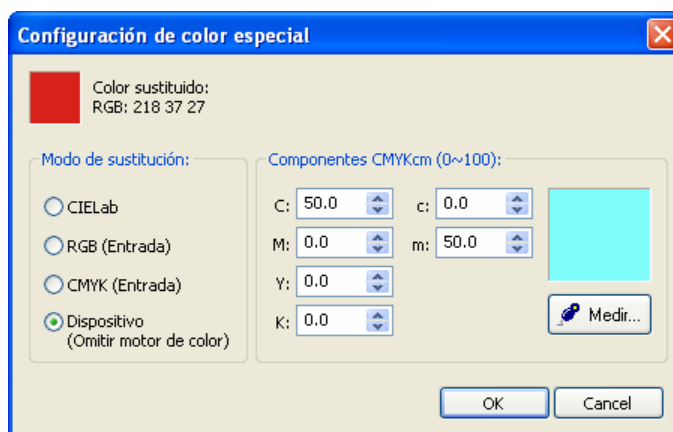 Configuración de color especial
Color sustituido:
RGB: 218 37 27
Modo de sustitución:
CIELab
RGB (Entrada)
CMYK (Entrada)
Dispositivo
(Omitir motor de color)
Componentes CMYKcm (0~100):
C: 50.0 c: 0.0
M: 0.0 m: 50.0
Y: 0.0
K: 0.0
Medir...
OK Cancel